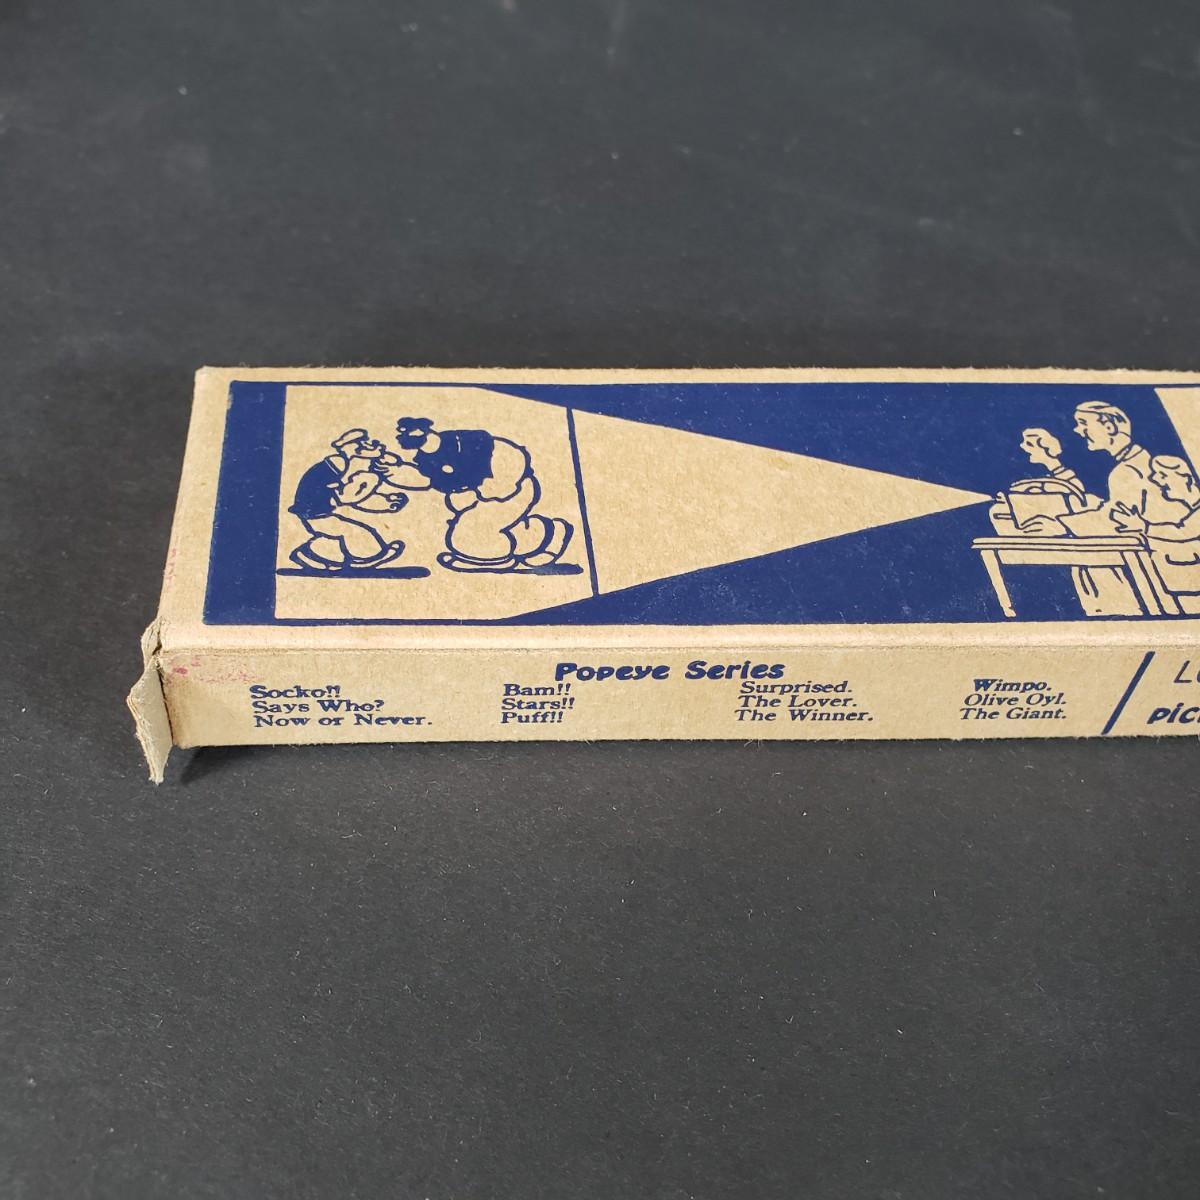 Popeye Series
Socko!!
Says Who?
Now or Never.
Bam!!
Stars!!
Puff!!
Surprised.
The Lover.
The Winner.
Wimpo.
Olive Oyl.
The Giant.